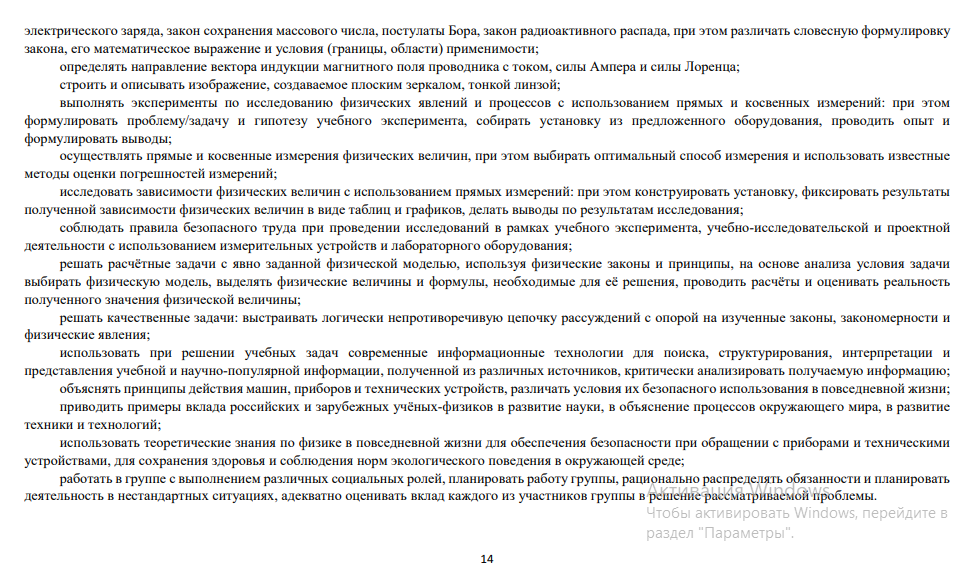 электрического заряда, закон сохранения массового числа, постулаты Бора, закон радиоактивного распада, при этом различать словесную формулировку
закона, его математическое выражение и условия (границы, области) применимости;
определять направление вектора индукции магнитного поля проводника с током, силы Ампера и силы Лоренца;
строить и описывать изображение, создаваемое плоским зеркалом, тонкой линзой;
выполнять эксперименты по исследованию физических явлений и процессов с использованием прямых и косвенных измерений: при этом
формулировать проблему/задачу и гипотезу учебного эксперимента, собирать установку из предложенного оборудования, проводить опыт и
формулировать выводы;
осуществлять прямые и косвенные измерения физических величин, при этом выбирать оптимальный способ измерения и использовать известные
методы оценки погрешностей измерений;
исследовать зависимости физических величин с использованием прямых измерений: при этом конструировать установку, фиксировать результаты
полученной зависимости физических величин в виде таблиц и графиков, делать выводы по результатам исследования;
соблюдать правила безопасного труда при проведении исследований в рамках учебного эксперимента, учебно-исследовательской и проектной
деятельности с использованием измерительных устройств и лабораторного оборудования;
решать расчётные задачи с явно заданной физической моделью, используя физические законы и принципы, на основе анализа условия задачи
выбирать физическую модель, выделять физические величины и формулы, необходимые для её решения, проводить расчёты и оценивать реальность
полученного значения физической величины;
решать качественные задачи: выстраивать логически непротиворечивую цепочку рассуждений с опорой на изученные законы, закономерности и
физические явления;
использовать при решении учебных задач современные информационные технологии для поиска, структурирования, интерпретации и
представления учебной и научно-популярной информации, полученной из различных источников, критически анализировать получаемую информацию;
объяснять принципы действия машин, приборов и технических устройств, различать условия их безопасного использования в повседневной жизни;
приводить примеры вклада российских и зарубежных учёных-физиков в развитие науки, в объяснение процессов окружающего мира, в развитие
техники и технологий;
использовать теоретические знания по физике в повседневной жизни для обеспечения безопасности при обращении с приборами и техническими
устройствами, для сохранения здоровья и соблюдения норм экологического поведения в окружающей среде;
работать в группе с выполнением различных социальных ролей, планировать работу группы, рационально распределять обязанности и планировать
деятельность в нестандартных ситуациях, адекватно оценивать вклад каждого из участников группы в решение рассматриваемой проблемы.
Активация Windows
Чтобы активировать Windows, перейдите в
раздел "Параметры".
14